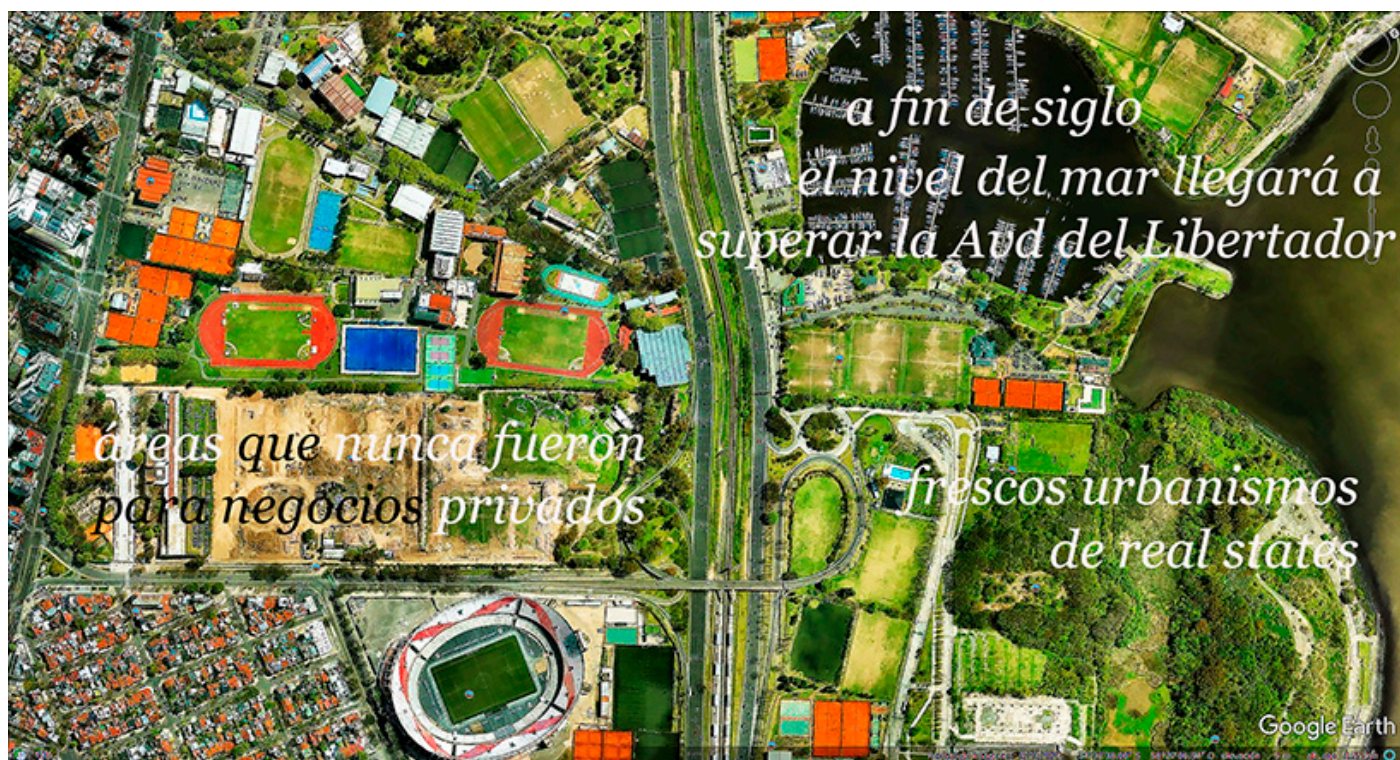 a fin de siglo
el nivel del mar llegará a
superar la Avd del Libertador
áreas que nunca fueron
para negocios privados
frescos urbanismos
de real states
Google Earth